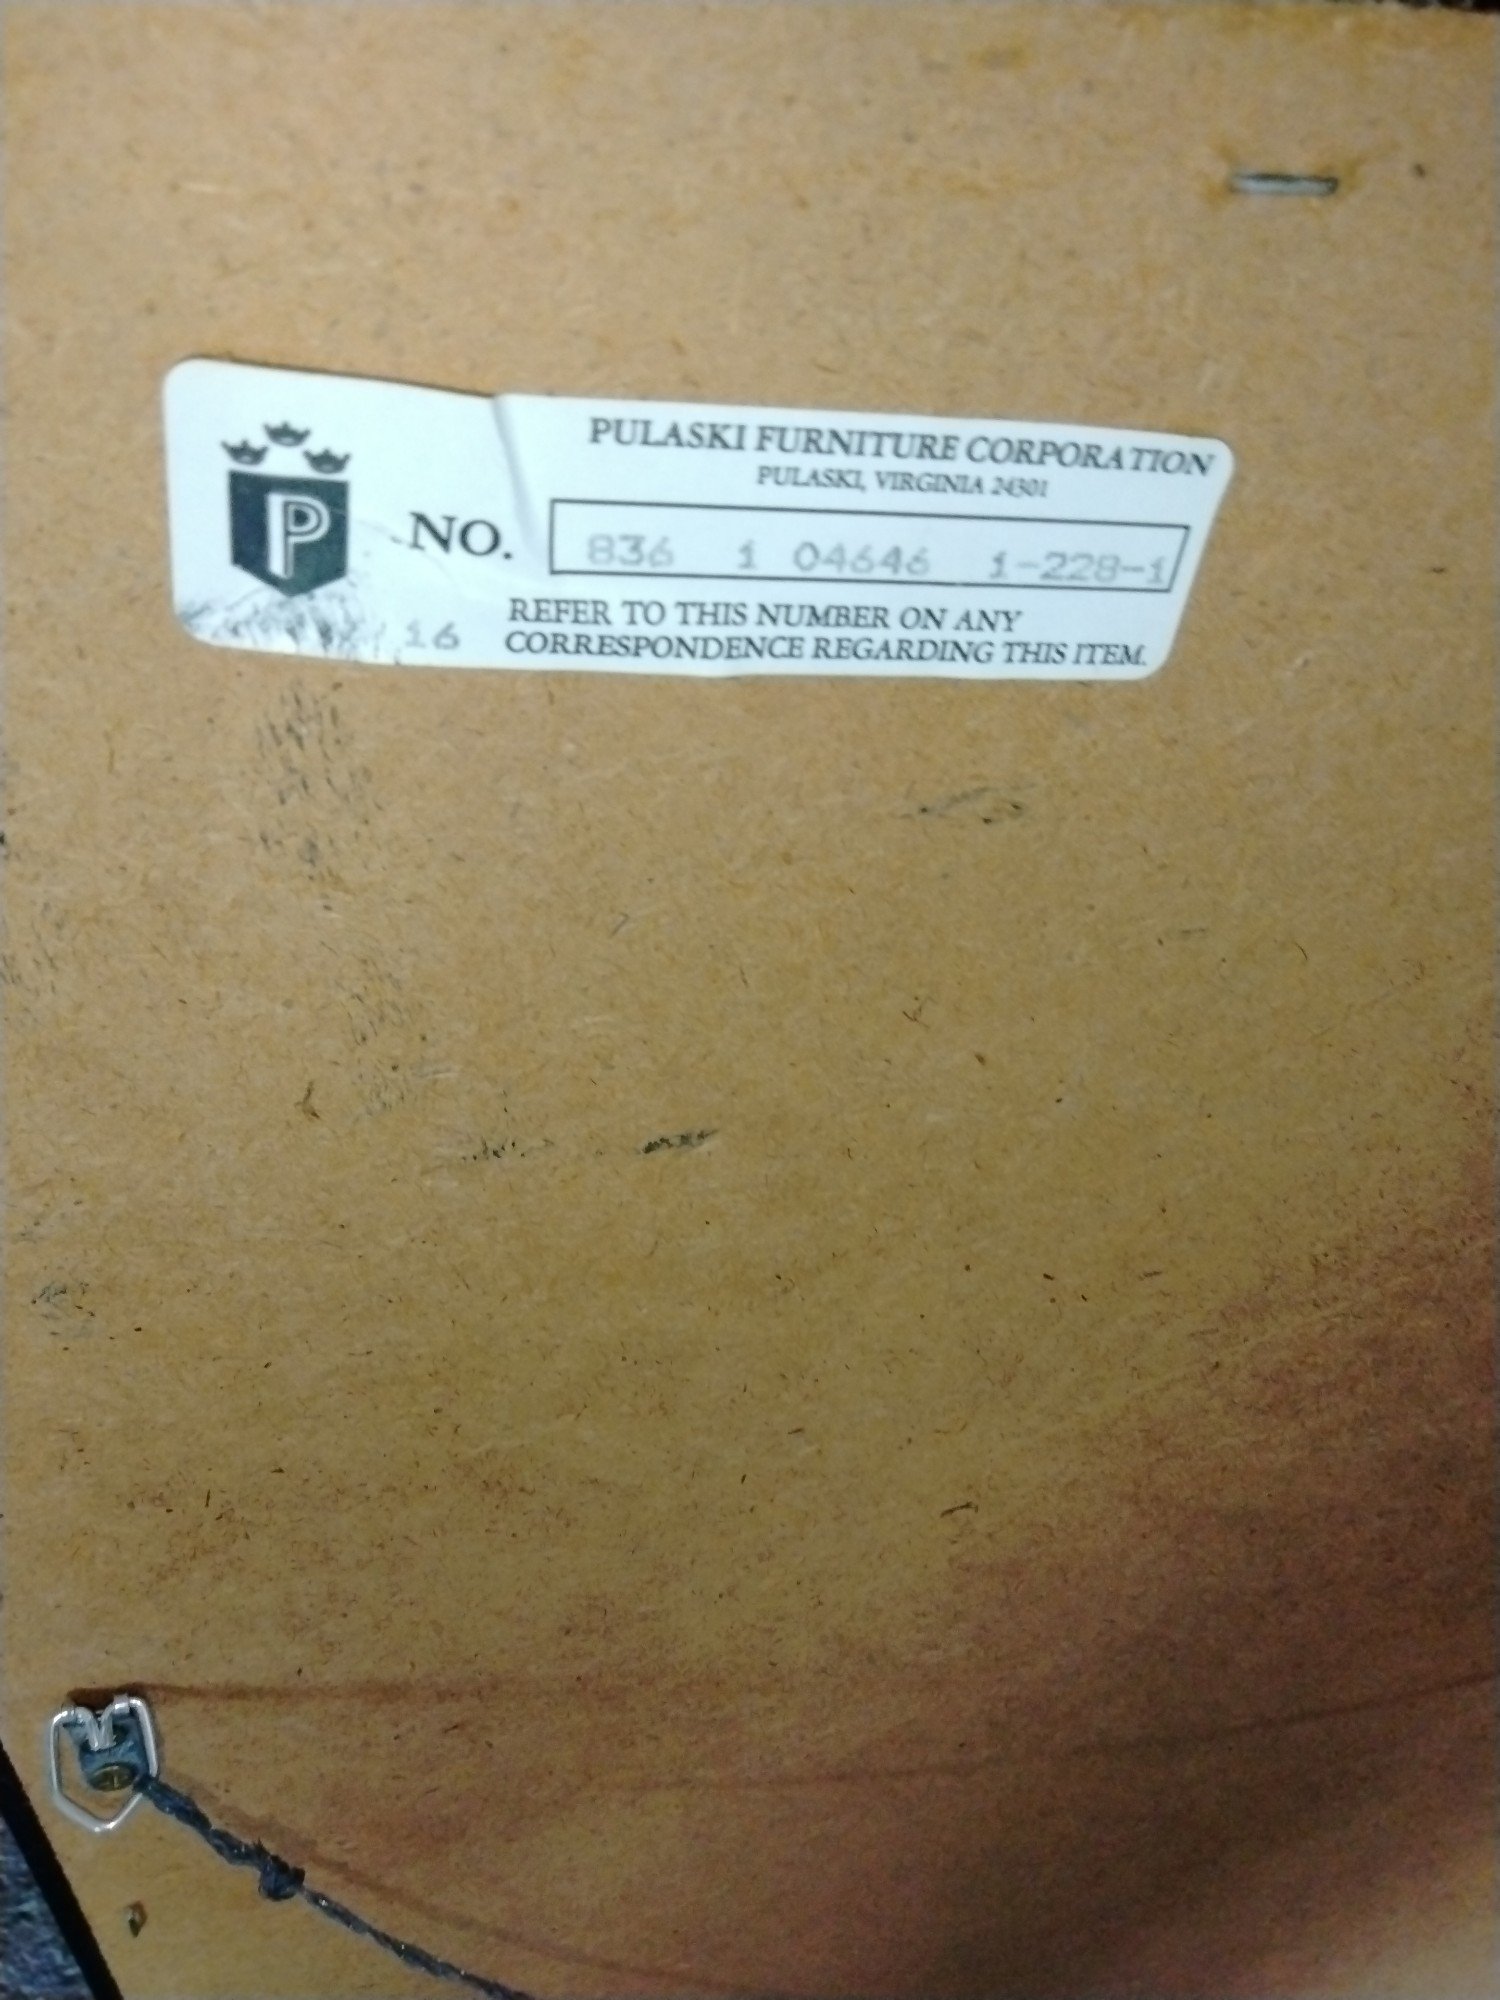 PULASKI FURNITURE CORPORATION
PULASKI, VIRGINIA 24301
P
NO. 836 1 04646 1-228-1
16
REFER TO THIS NUMBER ON ANY
CORRESPONDENCE REGARDING THIS ITEM.